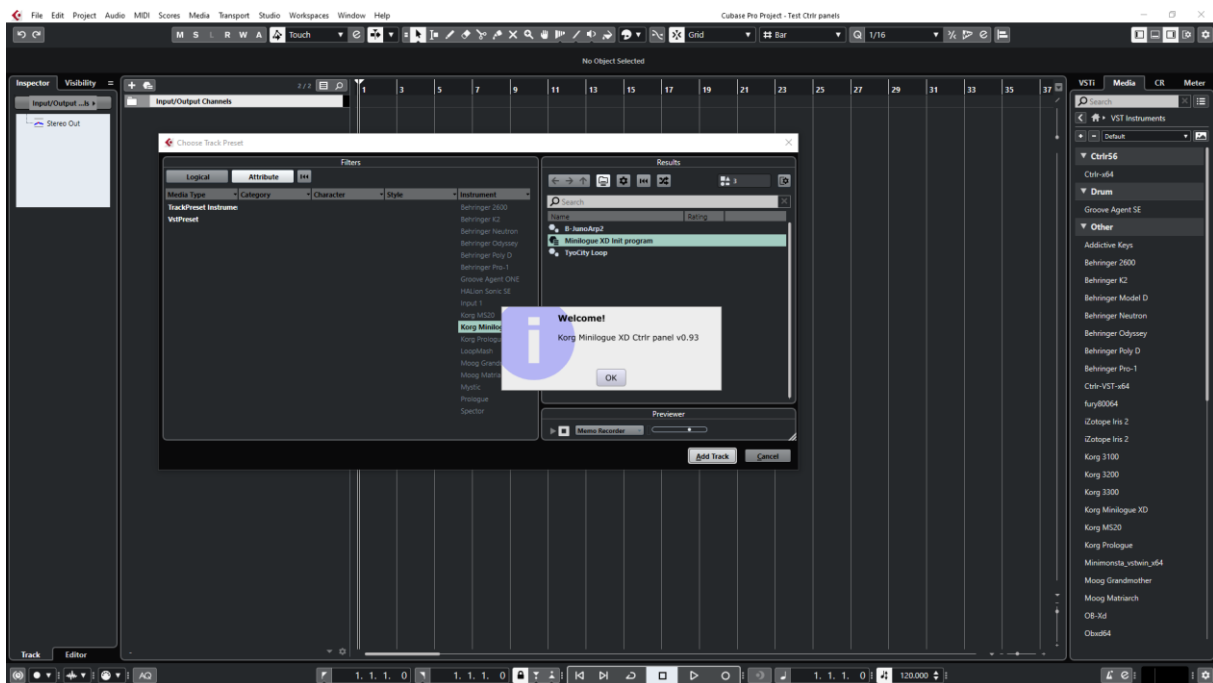 File Edit Project Audio MIDI Scores Media Transport Studio Workspaces Window Help
Cubase Pro Project - Test Ctrlr panels
M S L R W A Touch
Grid
Bar
Q 1/16
No Object Selected
Inspector Visibility
Input/Output ...ls
Stereo Out
2/2
Input/Output Channels
1 3 5 7 9 11 13 15 17 19 21 23 25 27 29 31 33 35 37
Choose Track Preset
Filters
Logical Attribute
Media Type Category Character Style Instrument
TrackPreset Instrume
VstPreset
Behringer 2600
Behringer K2
Behringer Neutron
Behringer Odyssey
Behringer Poly D
Behringer Pro-1
Groove Agent ONE
HALion Sonic SE
Input 1
Korg MS20
Korg Minilog
Korg Prologu
LoopMash
Moog Grand
Moog Matria
Mystic
Prologue
Spector
Results
3
Search
Name Rating
B-JunoArp2
Minilogue XD Init program
TyoCity Loop
Welcome!
Korg Minilogue XD Ctrlr panel v0.93
OK
Previewer
Memo Recorder
Add Track Cancel
VSTi Media CR Meter
Search
VST Instruments
Default
Ctrlr56
Ctrlr-x64
Drum
Groove Agent SE
Other
Addictive Keys
Behringer 2600
Behringer K2
Behringer Model D
Behringer Neutron
Behringer Odyssey
Behringer Poly D
Behringer Pro-1
Ctrlr-VST-x64
fury80064
iZotope Iris 2
iZotope Iris 2
Korg 3100
Korg 3200
Korg 3300
Korg Minilogue XD
Korg MS20
Korg Prologue
Minimonsta_vstwin_x64
Moog Grandmother
Moog Matriarch
OB-Xd
Obxd64
Track Editor
AQ
1. 1. 1. 0
1. 1. 1. 0
1. 1. 1. 0
120.000